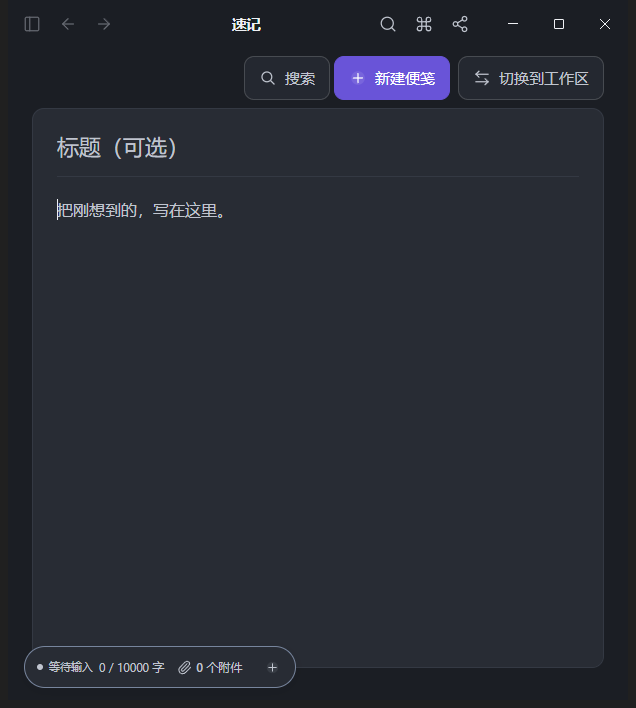 速记
搜索
新建便笺
切换到工作区
标题（可选）
把刚想到的，写在这里。
等待输入 0 / 10000 字 0 个附件 +